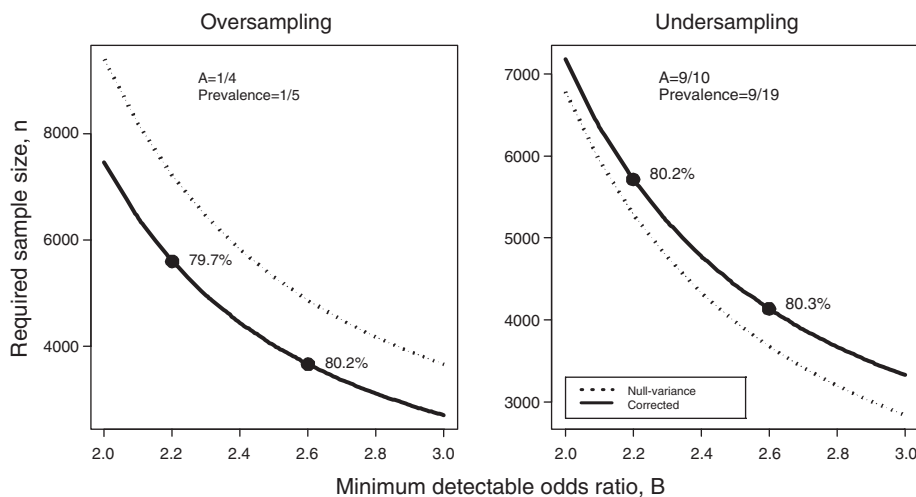 Oversampling
Undersampling
Required sample size, n
8000
6000
4000
A=1/4
Prevalence=1/5
79.7%
80.2%
2.0 2.2 2.4 2.6 2.8 3.0
7000
6000
5000
4000
3000
A=9/10
Prevalence=9/19
80.2%
80.3%
Null-variance
Corrected
2.0 2.2 2.4 2.6 2.8 3.0
Minimum detectable odds ratio, B